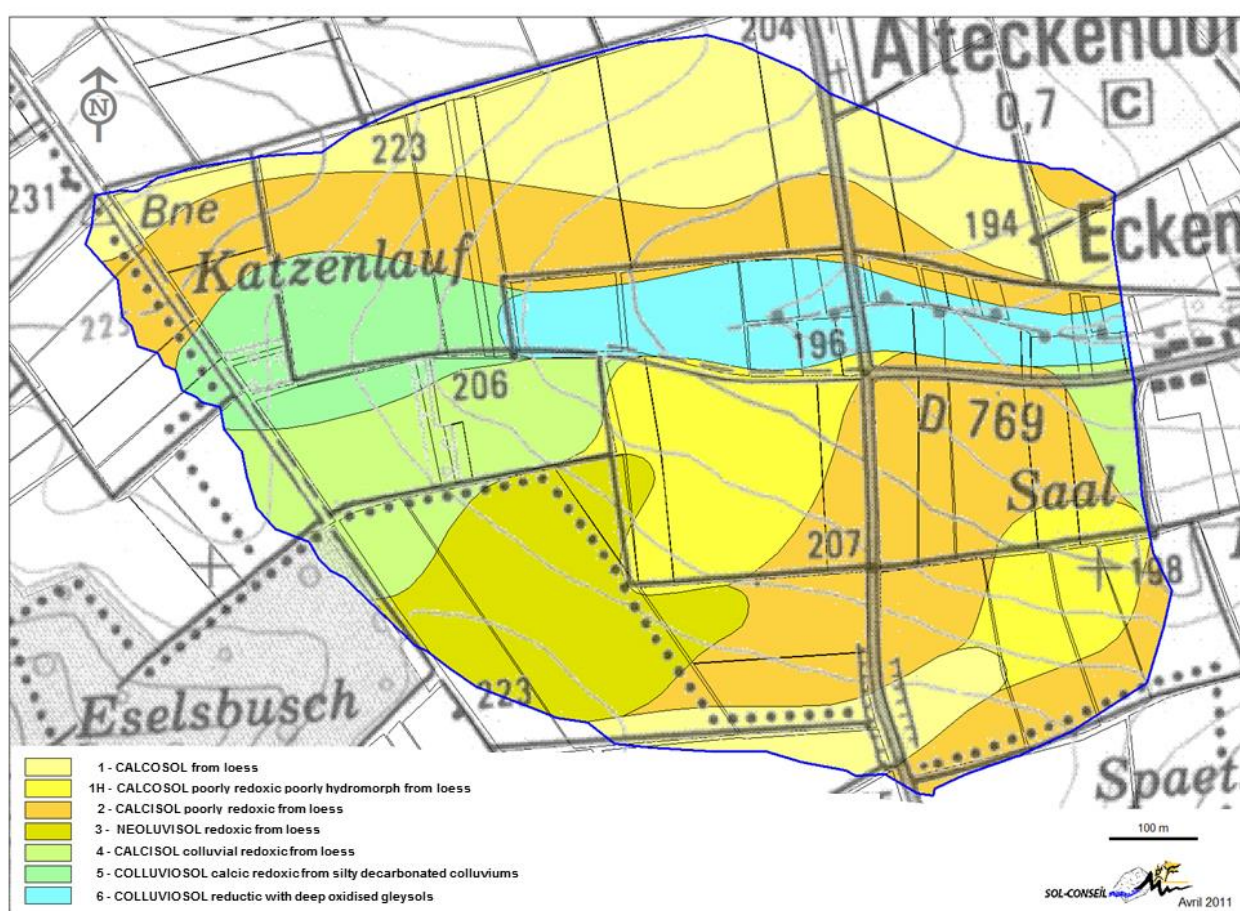 204
Alteckendor
0,7
C
N
223
231
Bne
194
Ecken
Katzenlauf
225
196
206
D 769
Saal
207
198
Eselsbusch
223
Spaet
1 - CALCOSOL from loess
1H - CALCOSOL poorly redoxic poorly hydromorph from loess
2 - CALCISOL poorly redoxic from loess
3 - NEOLUVISOL redoxic from loess
4 - CALCISOL colluvial redoxic from loess
5 - COLLUVIOSOL calcic redoxic from silty decarbonated colluviums
6 - COLLUVIOSOL reductic with deep oxidised gleysols
100 m
SOL-CONSEIL
Avril 2011